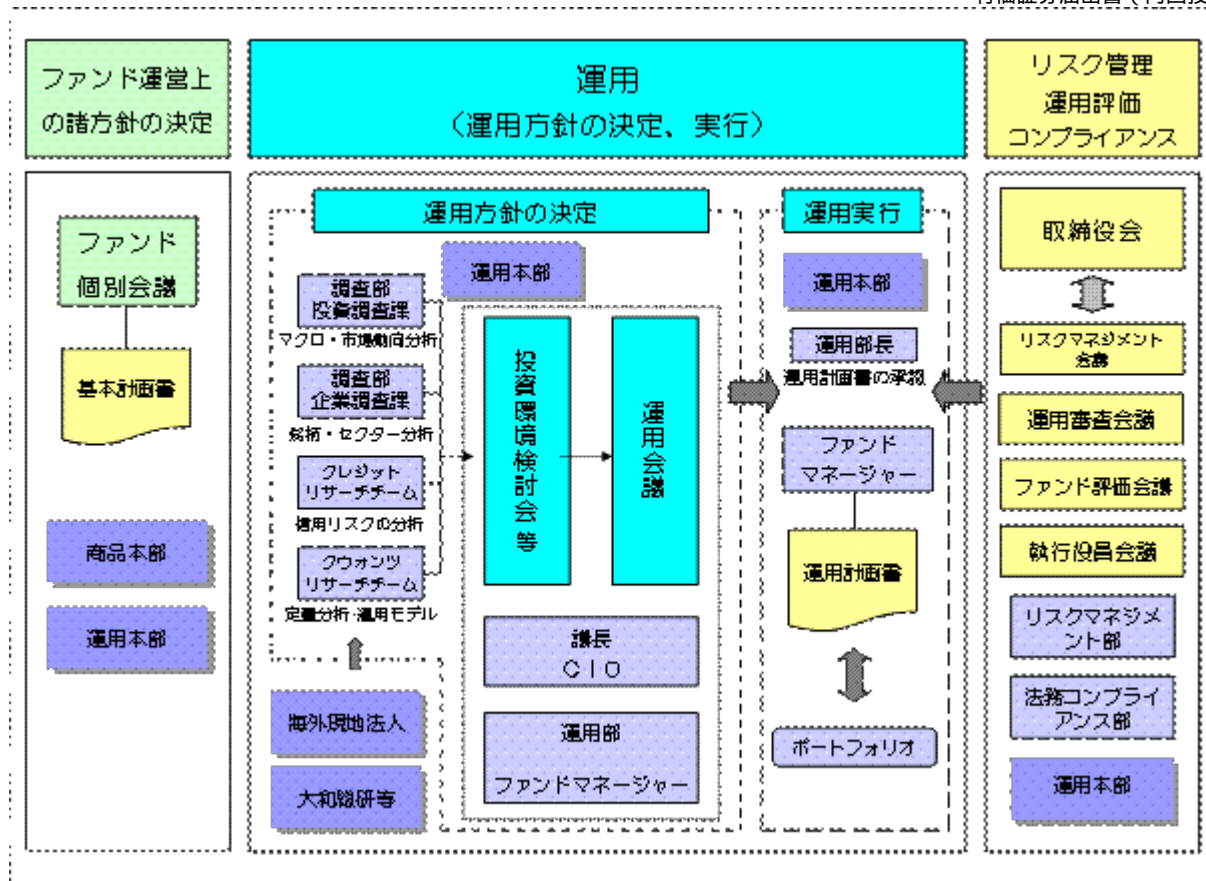 ファンド運営上
の諸方針の決定
運用
（運用方針の決定、実行）
リスク管理
運用評価
コンプライアンス
ファンド
個別会議
基本計画書
商品本部
運用本部
運用方針の決定
運用本部
調査部
投資調査課
マクロ・市場動向分析
調査部
企業調査課
銘柄・セクター分析
クレジット
リサーチチーム
信用リスクの分析
クウォンツ
リサーチチーム
定量分析・運用モデル
海外現地法人
大和総研等
投資環境検討会等
運用会議
議長
ＣＩＯ
運用部
ファンドマネージャー
運用実行
運用本部
運用部長
運用計画書の承認
ファンド
マネージャー
運用計画書
ポートフォリオ
取締役会
リスクマネジメント
会議
運用審査会議
ファンド評価会議
執行役員会議
リスクマネジメ
ント部
法務コンプライ
アンス部
運用本部